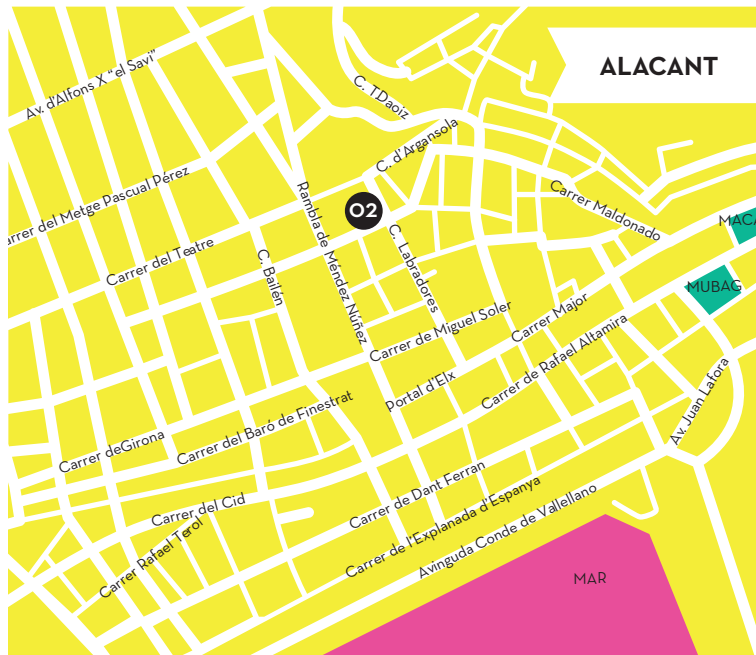 ALACANT
Av. d'Alfons X "el Savi"
C. T.Daoiz
C. d'Argansola
Carrer del Metge Pascual Pérez
Carrer Maldonado
02
MACA
Carrer del Teatre
Rambla de Méndez Núñez
C. Bailén
C. Labradores
MUBAG
Carrer de Miguel Soler
Carrer Major
Carrer de Rafael Altamira
Portal d'Elx
Av. Juan Lafora
Carrer deGirona
Carrer del Baró de Finestrat
Carrer del Cid
Carrer de Dant Ferran
Carrer Rafael Terol
Carrer de l'Explanada d'Espanya
Avinguda Conde de Vallellano
MAR